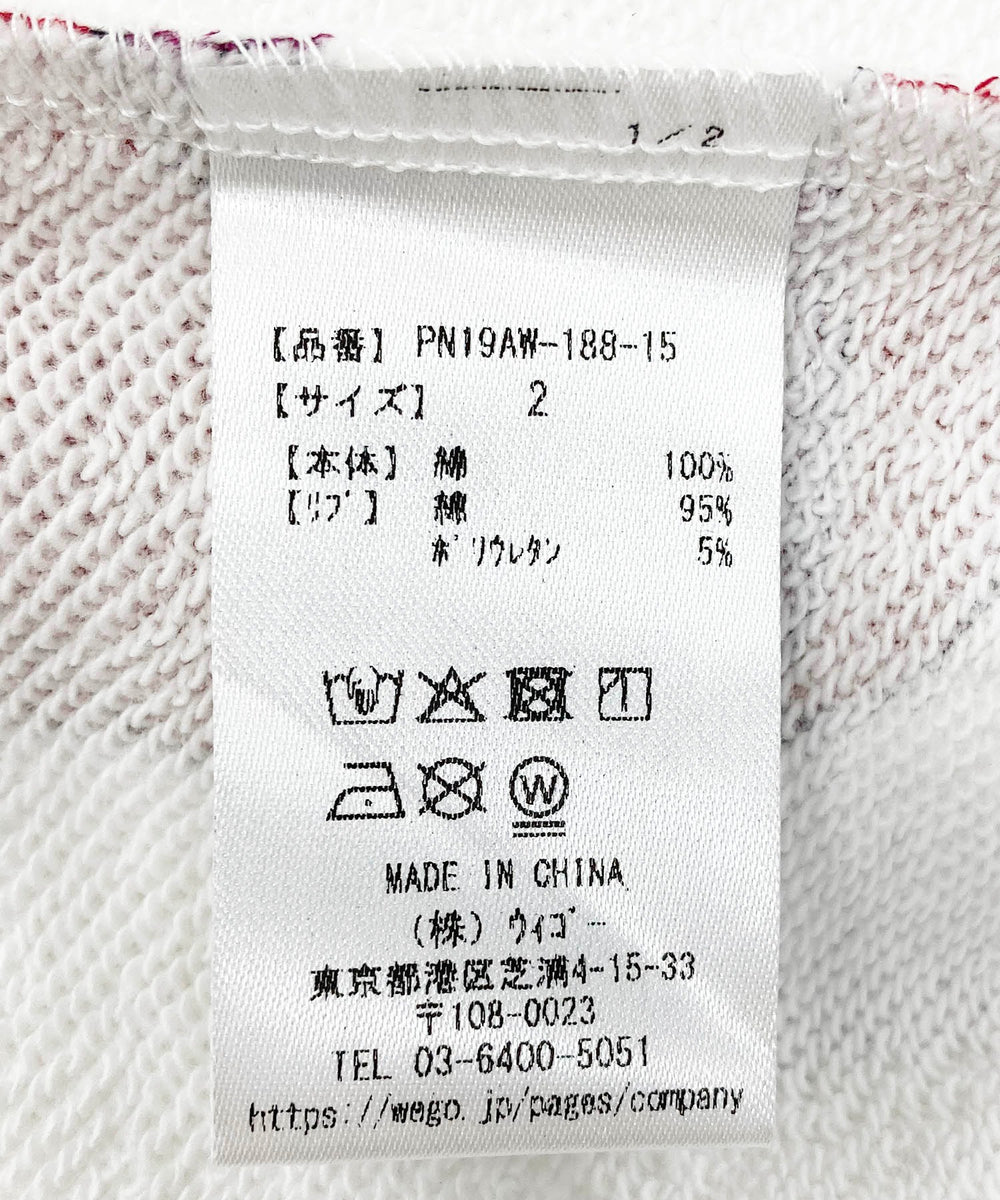 1／2
【品番】 PN19AW-188-15
【サイズ】 2
【本体】 綿 100%
【ﾘﾌﾞ】 綿 95%
ﾎﾟﾘｳﾚﾀﾝ 5%
W
MADE IN CHINA
(株) ｳｨｺﾞｰ
東京都港区芝浦4-15-33
〒108-0023
TEL 03-6400-5051
https://wego.jp/pages/company